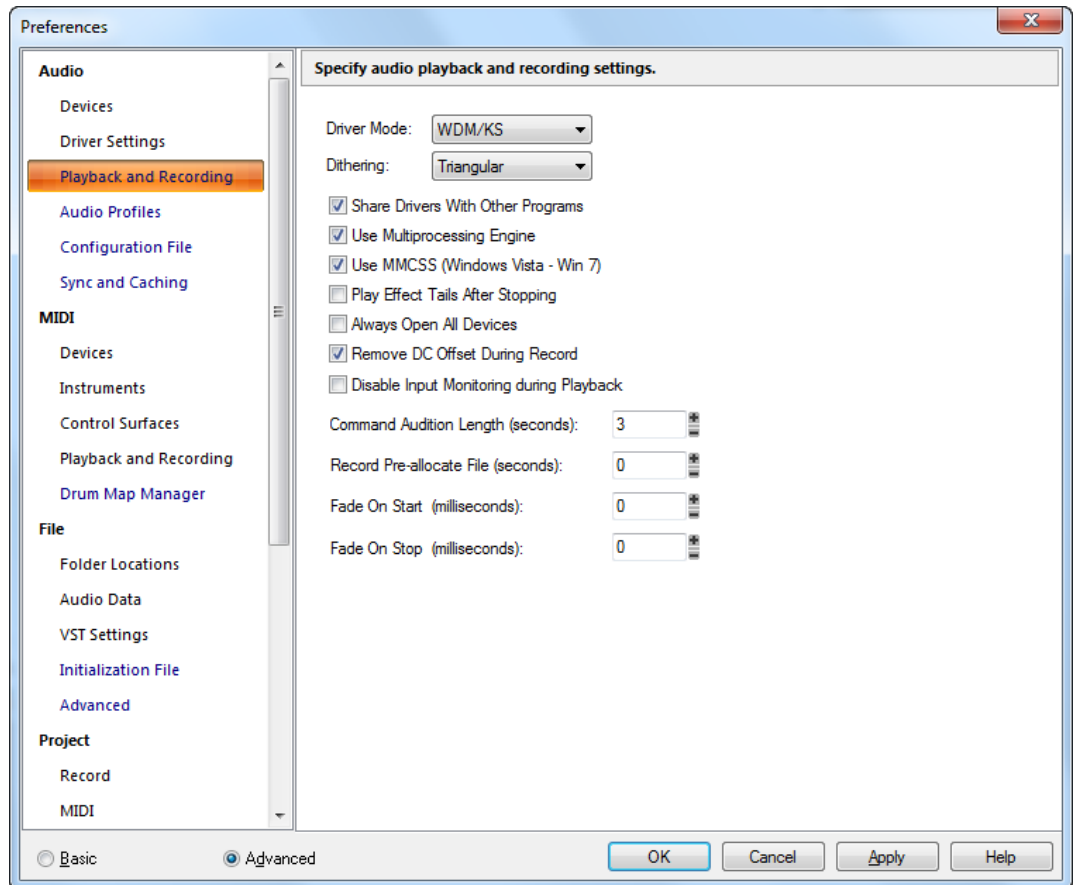 Preferences
Audio
Devices
Driver Settings
Playback and Recording
Audio Profiles
Configuration File
Sync and Caching
MIDI
Devices
Instruments
Control Surfaces
Playback and Recording
Drum Map Manager
File
Folder Locations
Audio Data
VST Settings
Initialization File
Advanced
Project
Record
MIDI
Specify audio playback and recording settings.
Driver Mode: WDM/KS
Dithering: Triangular
Share Drivers With Other Programs
Use Multiprocessing Engine
Use MMCSS (Windows Vista - Win 7)
Play Effect Tails After Stopping
Always Open All Devices
Remove DC Offset During Record
Disable Input Monitoring during Playback
Command Audition Length (seconds): 3
Record Pre-allocate File (seconds): 0
Fade On Start (milliseconds): 0
Fade On Stop (milliseconds): 0
Basic Advanced OK Cancel Apply Help